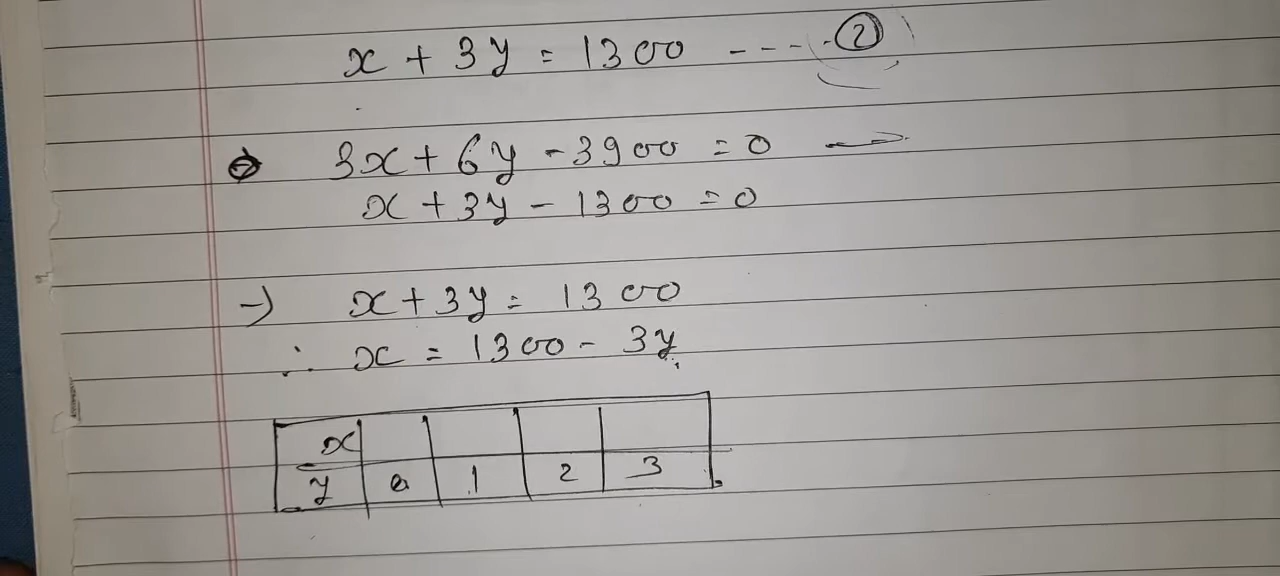 x + 3y = 1300 ---- ②
⇒ 3x + 6y - 3900 = 0 →
x + 3y - 1300 = 0
→ x + 3y = 1300
∴ x = 1300 - 3y.
x
y 0 1 2 3